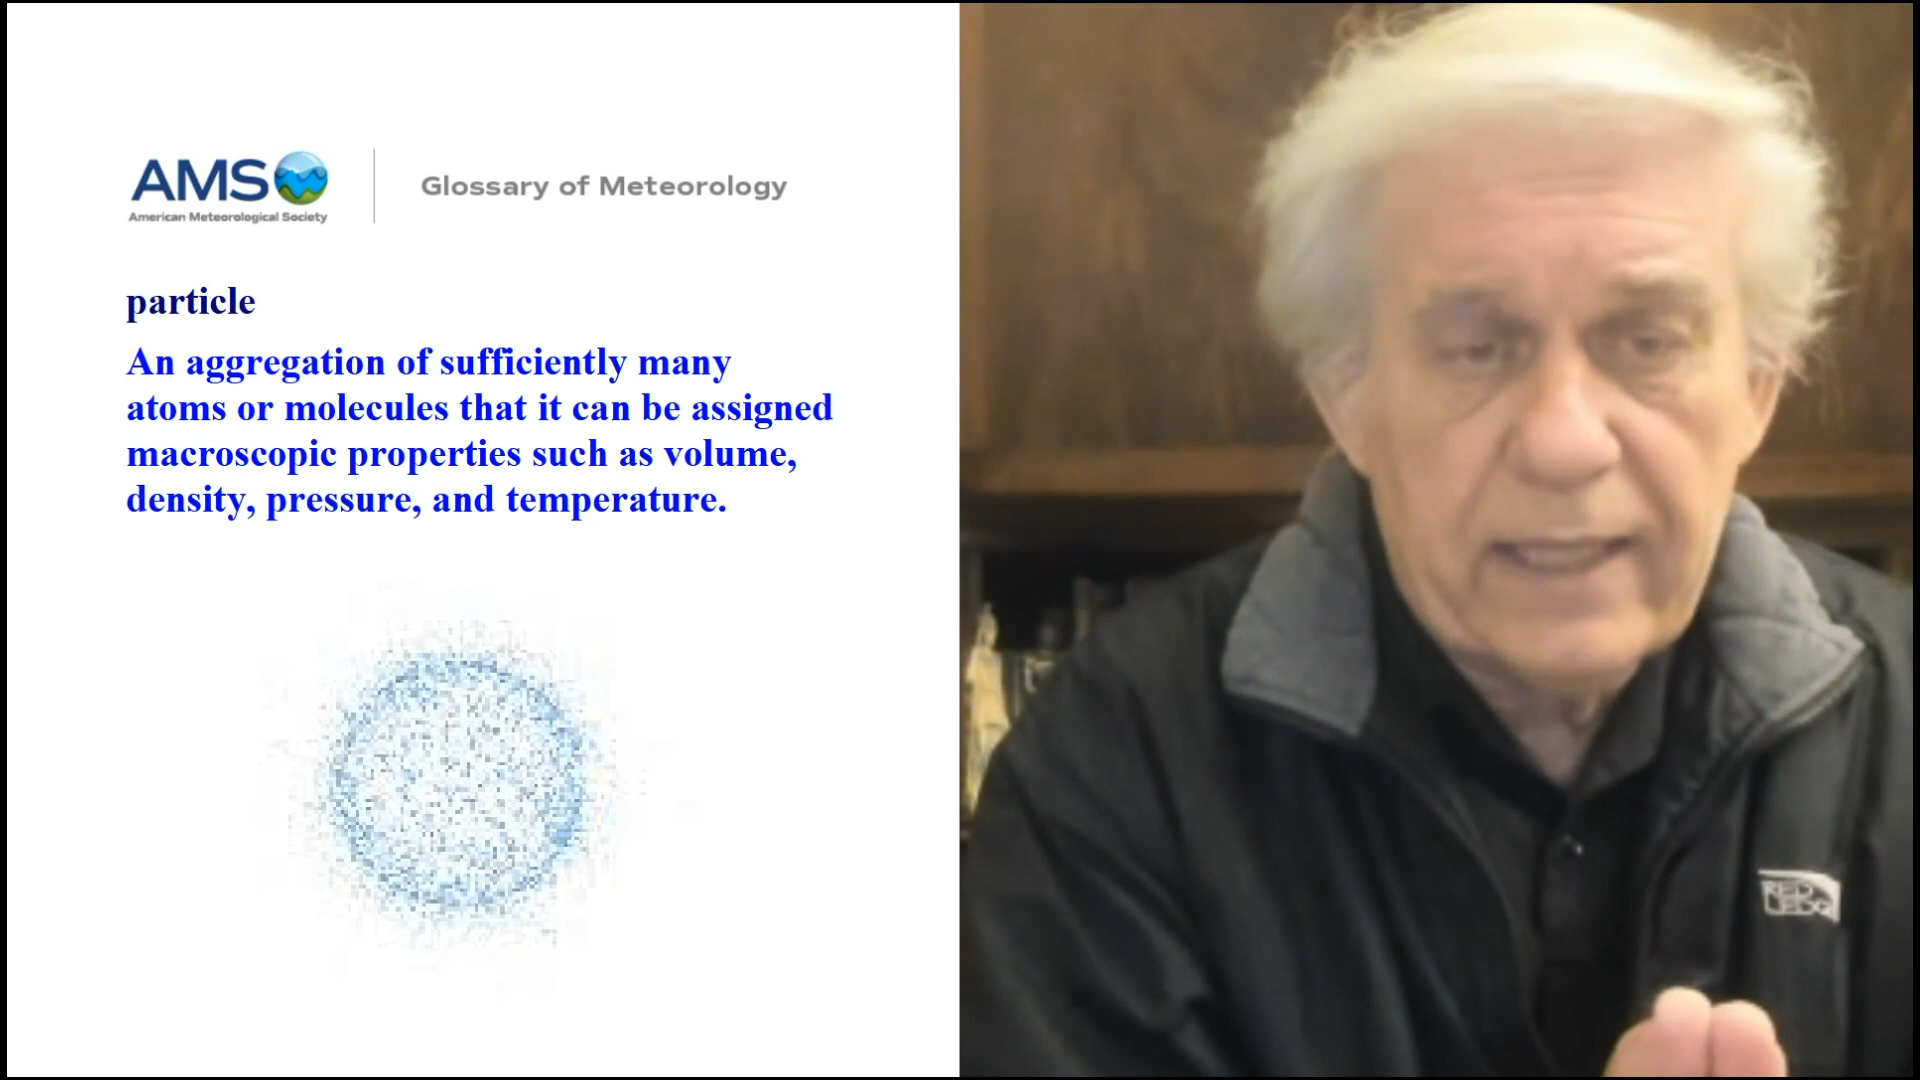 AMS
American Meteorological Society
Glossary of Meteorology
particle
An aggregation of sufficiently many
atoms or molecules that it can be assigned
macroscopic properties such as volume,
density, pressure, and temperature.
RED